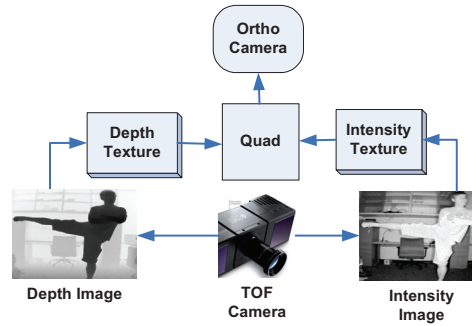 Ortho
Camera
Depth
Texture
Quad
Intensity
Texture
Depth Image
TOF
Camera
Intensity
Image